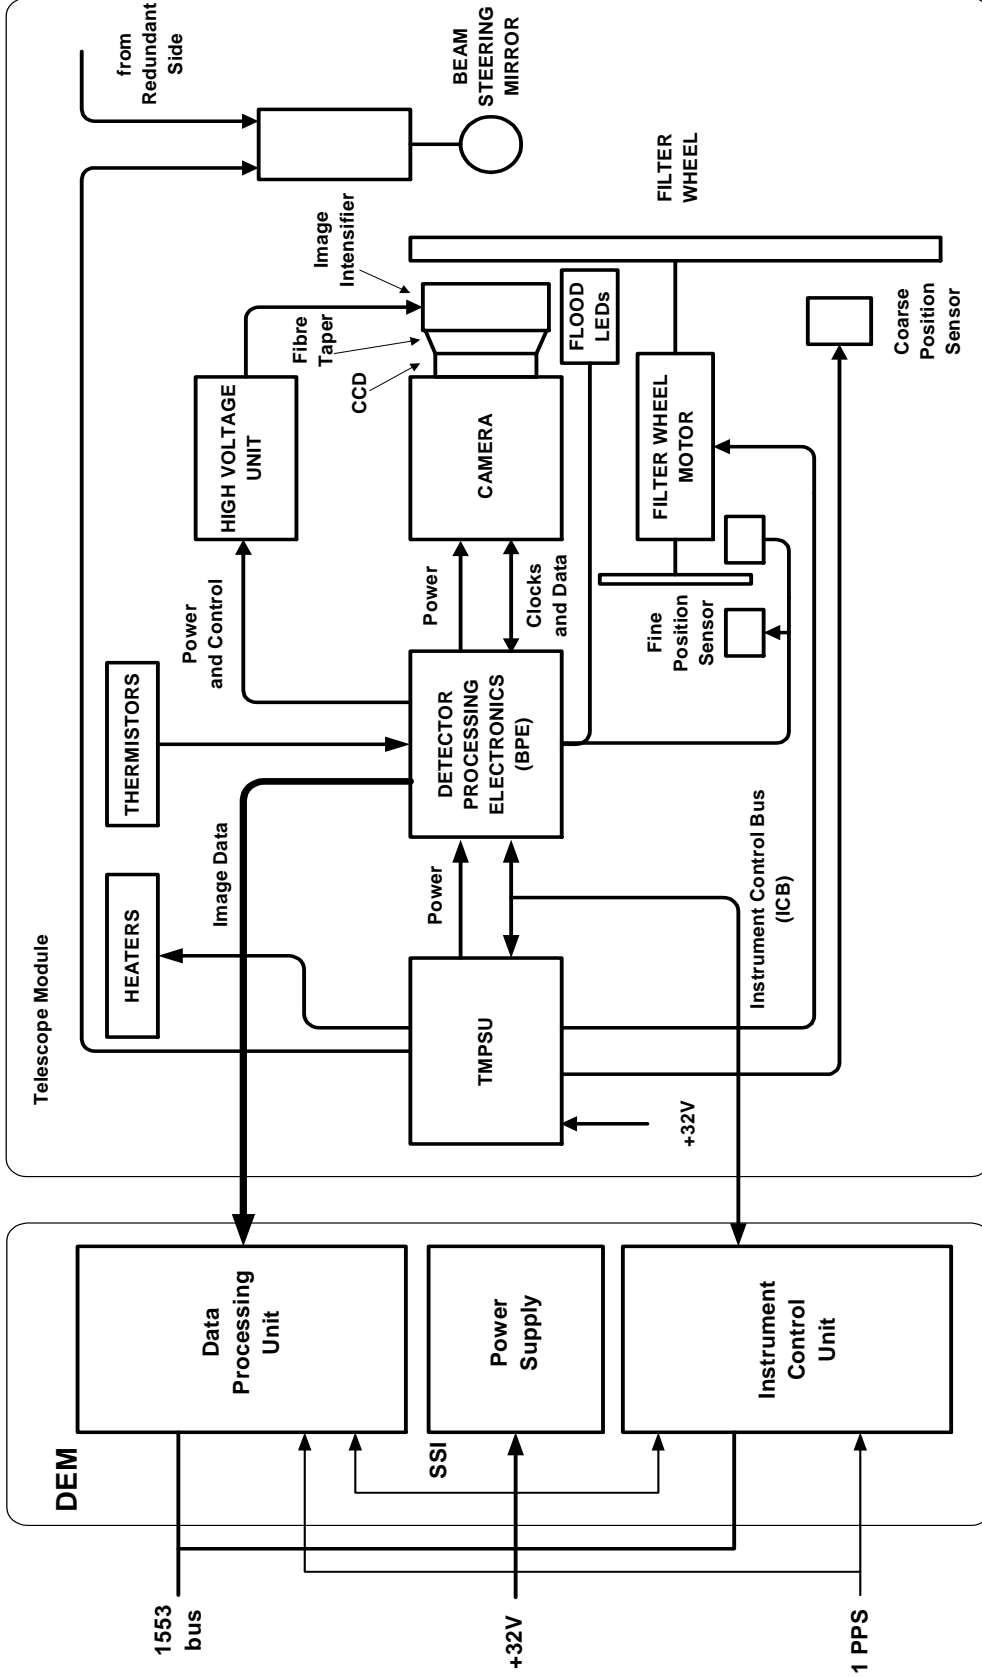 Telescope Module
from
Redundant
Side
BEAM
STEERING
MIRROR
HEATERS
THERMISTORS
Power
and Control
HIGH VOLTAGE
UNIT
Image
Intensifier
Fibre
Taper
CCD
Image Data
Power
TMPSU
DETECTOR
PROCESSING
ELECTRONICS
(BPE)
Power
Clocks
and Data
CAMERA
FLOOD
LEDs
FILTER
WHEEL
FILTER WHEEL
MOTOR
Fine
Position
Sensor
Coarse
Position
Sensor
Instrument Control Bus
(ICB)
+32V
DEM
Data
Processing
Unit
SSI
Power
Supply
Instrument
Control
Unit
1553
bus
+32V
1 PPS